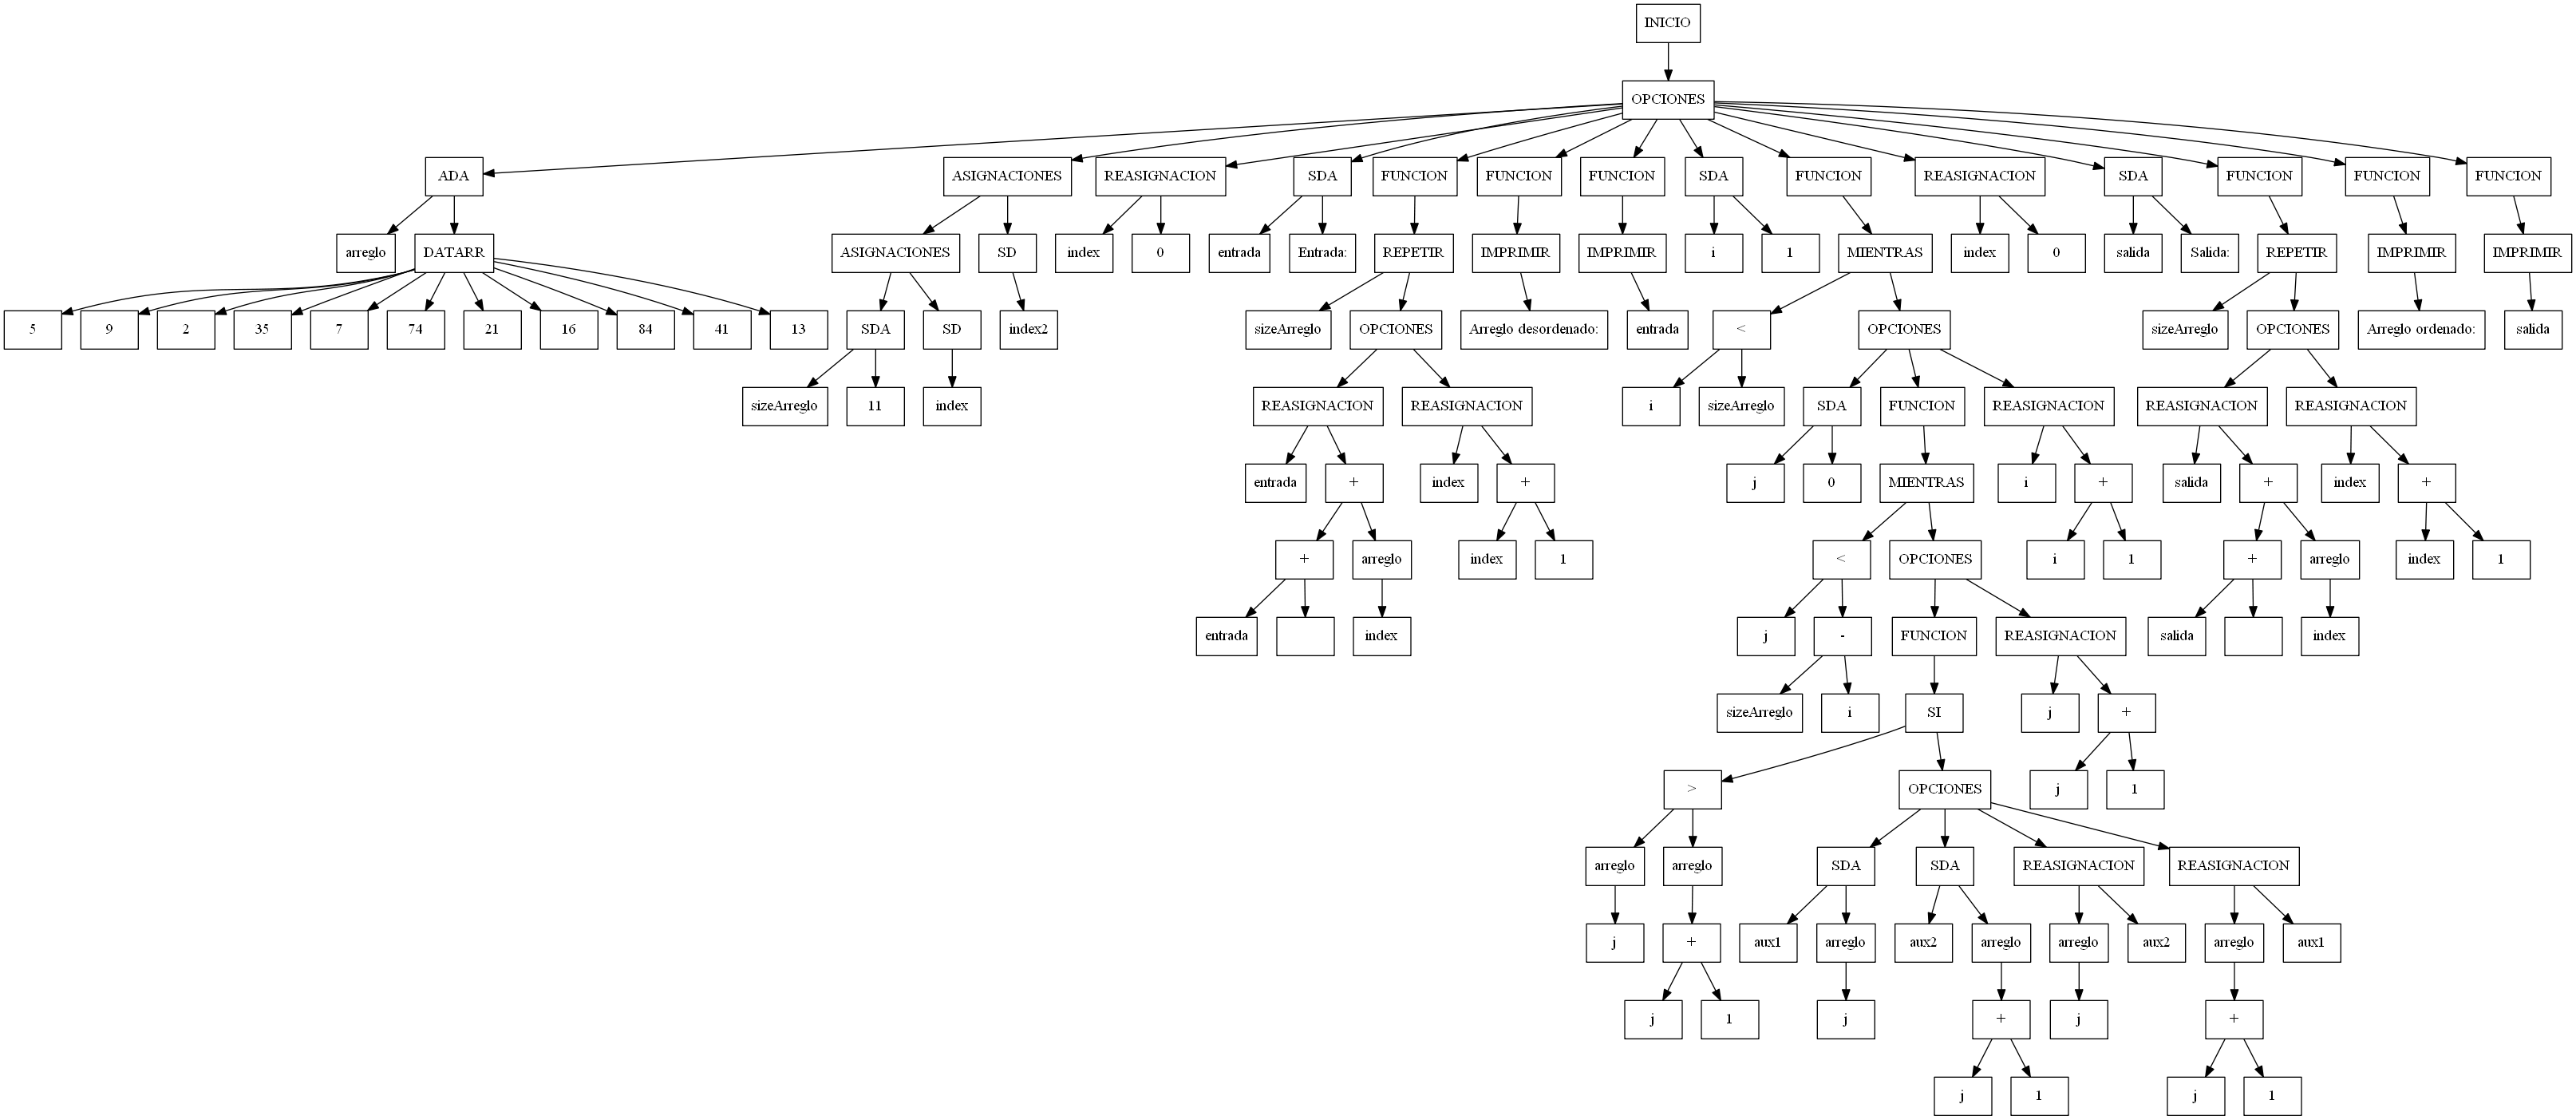 INICIO
OPCIONES
ADA ASIGNACIONES REASIGNACION SDA FUNCION FUNCION FUNCION SDA FUNCION REASIGNACION SDA FUNCION FUNCION FUNCION
arreglo DATARR ASIGNACIONES SD index 0 entrada Entrada: REPETIR IMPRIMIR IMPRIMIR i 1 MIENTRAS index 0 salida Salida: REPETIR IMPRIMIR IMPRIMIR
5 9 2 35 7 74 21 16 84 41 13 SDA SD index2 sizeArreglo OPCIONES Arreglo desordenado: entrada < OPCIONES sizeArreglo OPCIONES Arreglo ordenado: salida
sizeArreglo 11 index REASIGNACION REASIGNACION i sizeArreglo SDA FUNCION REASIGNACION REASIGNACION REASIGNACION
entrada + index + j 0 MIENTRAS i + salida + index +
+ arreglo index 1 < OPCIONES i 1 + arreglo index 1
entrada index j - FUNCION REASIGNACION salida index
sizeArreglo i SI j +
> OPCIONES j 1
arreglo arreglo SDA SDA REASIGNACION REASIGNACION
j + aux1 arreglo aux2 arreglo arreglo aux2 arreglo aux1
j 1 j + j +
j 1 j 1